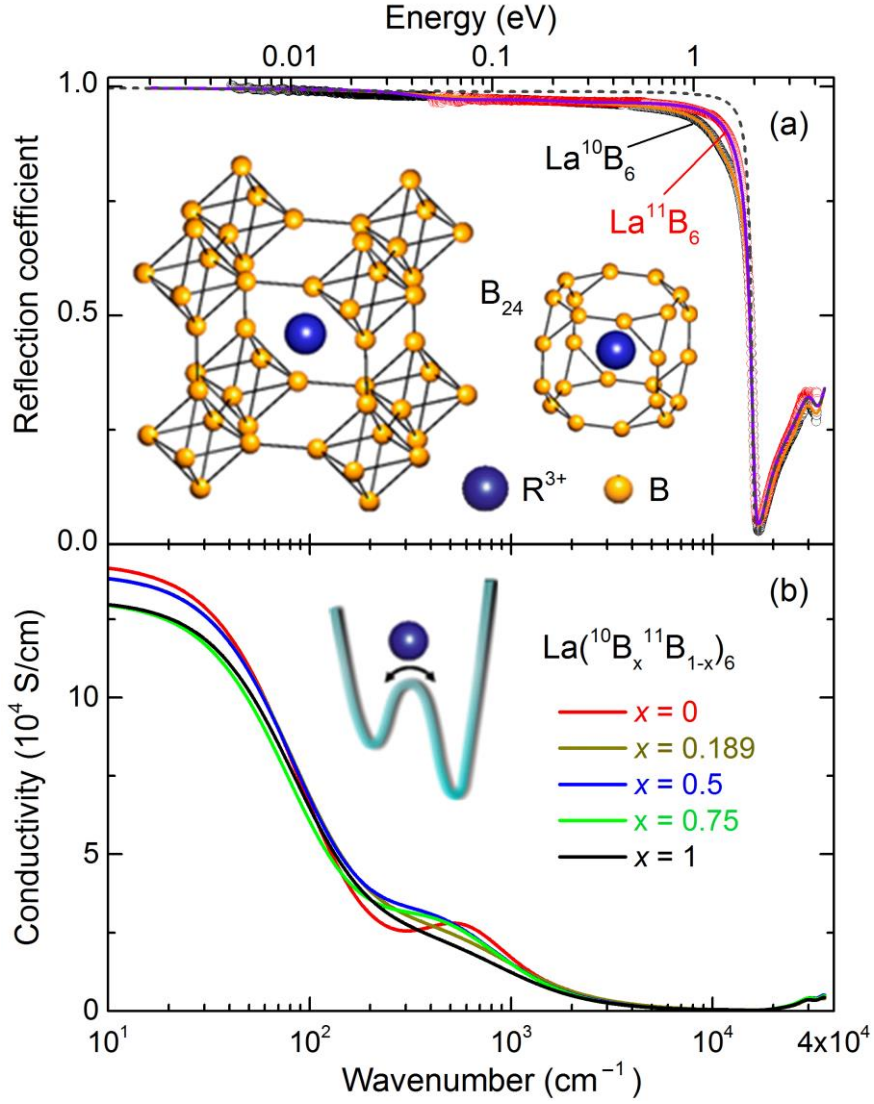 Energy (eV)
0.01 0.1 1
Reflection coefficient
1.0
0.5
0.0
(a)
La¹⁰B₆
La¹¹B₆
B₂₄
R³⁺ B
(b)
Conductivity (10⁴ S/cm)
10
5
0
La(¹⁰Bₓ¹¹B₁₋ₓ)₆
x = 0
x = 0.189
x = 0.5
x = 0.75
x = 1
10¹ 10² 10³ 10⁴ 4x10⁴
Wavenumber (cm⁻¹)